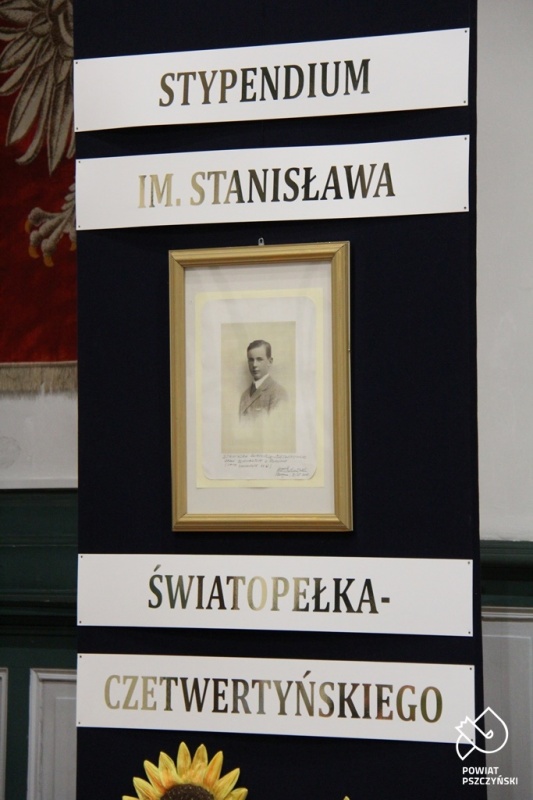 STYPENDIUM
IM. STANISŁAWA
ŚWIATOPEŁKA-
CZETWERTYŃSKIEGO
POWIAT
PSZCZYŃSKI